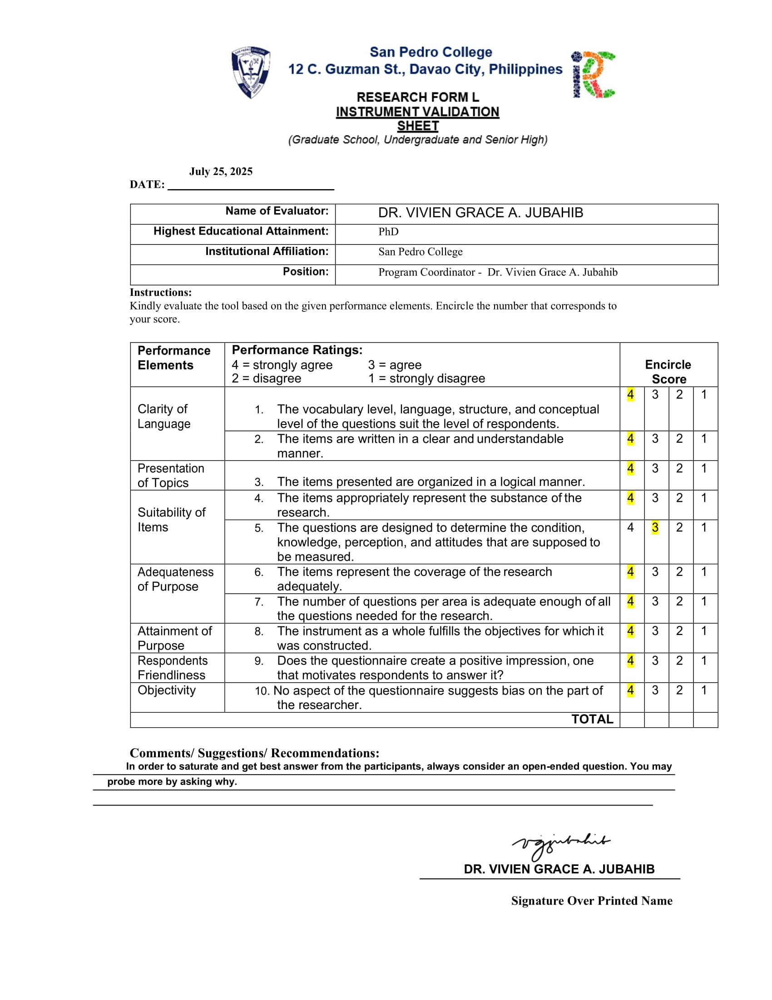 San Pedro College
12 C. Guzman St., Davao City, Philippines
RESEARCH FORM L
INSTRUMENT VALIDATION
SHEET
(Graduate School, Undergraduate and Senior High)
July 25, 2025
DATE:
Name of Evaluator: DR. VIVIEN GRACE A. JUBAHIB
Highest Educational Attainment: PhD
Institutional Affiliation: San Pedro College
Position: Program Coordinator - Dr. Vivien Grace A. Jubahib
Instructions:
Kindly evaluate the tool based on the given performance elements. Encircle the number that corresponds to
your score.
Performance
Elements
Performance Ratings:
4 = strongly agree 3 = agree
2 = disagree 1 = strongly disagree
Encircle
Score
Clarity of
Language
1. The vocabulary level, language, structure, and conceptual
level of the questions suit the level of respondents.
4 3 2 1
2. The items are written in a clear and understandable
manner.
4 3 2 1
Presentation
of Topics
3. The items presented are organized in a logical manner.
4 3 2 1
Suitability of
Items
4. The items appropriately represent the substance of the
research.
4 3 2 1
5. The questions are designed to determine the condition,
knowledge, perception, and attitudes that are supposed to
be measured.
4 3 2 1
Adequateness
of Purpose
6. The items represent the coverage of the research
adequately.
4 3 2 1
7. The number of questions per area is adequate enough of all
the questions needed for the research.
4 3 2 1
Attainment of
Purpose
8. The instrument as a whole fulfills the objectives for which it
was constructed.
4 3 2 1
Respondents
Friendliness
9. Does the questionnaire create a positive impression, one
that motivates respondents to answer it?
4 3 2 1
Objectivity
10. No aspect of the questionnaire suggests bias on the part of
the researcher.
4 3 2 1
TOTAL
Comments/ Suggestions/ Recommendations:
In order to saturate and get best answer from the participants, always consider an open-ended question. You may
probe more by asking why.
vgjubahib
DR. VIVIEN GRACE A. JUBAHIB
Signature Over Printed Name